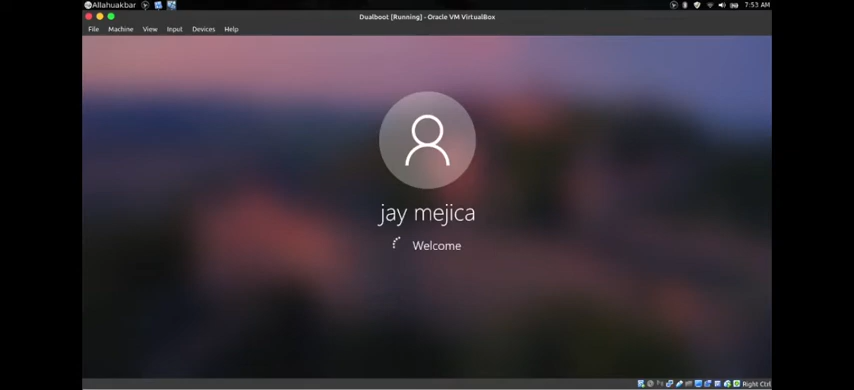 Allahuakbar 7:53 AM
Dualboot [Running] - Oracle VM VirtualBox
File Machine View Input Devices Help
jay mejica
Welcome
Right Ctrl